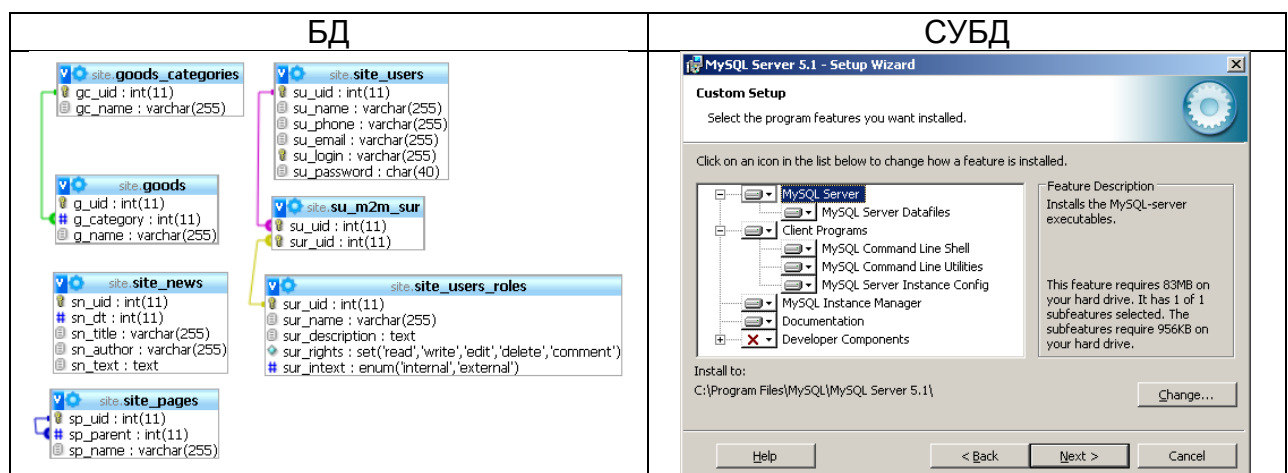 БД
СУБД
site.goods_categories
gc_uid : int(11)
gc_name : varchar(255)
site.site_users
su_uid : int(11)
su_name : varchar(255)
su_phone : varchar(255)
su_email : varchar(255)
su_login : varchar(255)
su_password : char(40)
site.goods
g_uid : int(11)
g_category : int(11)
g_name : varchar(255)
site.su_m2m_sur
su_uid : int(11)
sur_uid : int(11)
site.site_news
sn_uid : int(11)
sn_dt : int(11)
sn_title : varchar(255)
sn_author : varchar(255)
sn_text : text
site.site_users_roles
sur_uid : int(11)
sur_name : varchar(255)
sur_description : text
sur_rights : set('read','write','edit','delete','comment')
sur_intext : enum('internal','external')
site.site_pages
sp_uid : int(11)
sp_parent : int(11)
sp_name : varchar(255)
MySQL Server 5.1 - Setup Wizard
Custom Setup
Select the program features you want installed.
Click on an icon in the list below to change how a feature is installed.
MySQL Server
MySQL Server Datafiles
Client Programs
MySQL Command Line Shell
MySQL Command Line Utilities
MySQL Server Instance Config
MySQL Instance Manager
Documentation
Developer Components
Feature Description
Installs the MySQL-server
executables.
This feature requires 83MB on
your hard drive. It has 1 of 1
subfeatures selected. The
subfeatures require 956KB on
your hard drive.
Install to:
C:\Program Files\MySQL\MySQL Server 5.1\
Change...
Help
< Back
Next >
Cancel